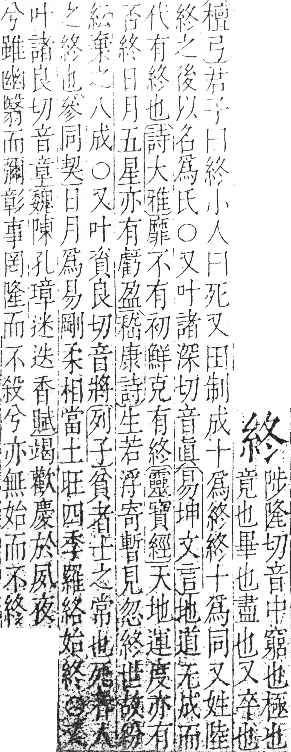 終
陟隆切音中窮也極也
竟也畢也盡也又卒也
檀弓君子曰終小人曰死又田制成十爲終終十爲同又姓陸
終之後以名爲氏○又叶諸深切音眞易坤文言地道无成而
代有終也詩大雅靡不有初鮮克有終靈寶經天地運度亦有
否終日月五星亦有虧盈嵇康詩生若浮寄暫見忽終世故紛
紜棄之八成○又叶資良切音將列子貧者士之常也死者人
之終也參同契日月爲易剛柔相當土旺四季羅絡始終
叶諸良切音章魏陳孔璋迷迭香賦竭歡慶於夙夜
兮雖幽翳而彌彰事罔隆而不殺兮亦無始而不終